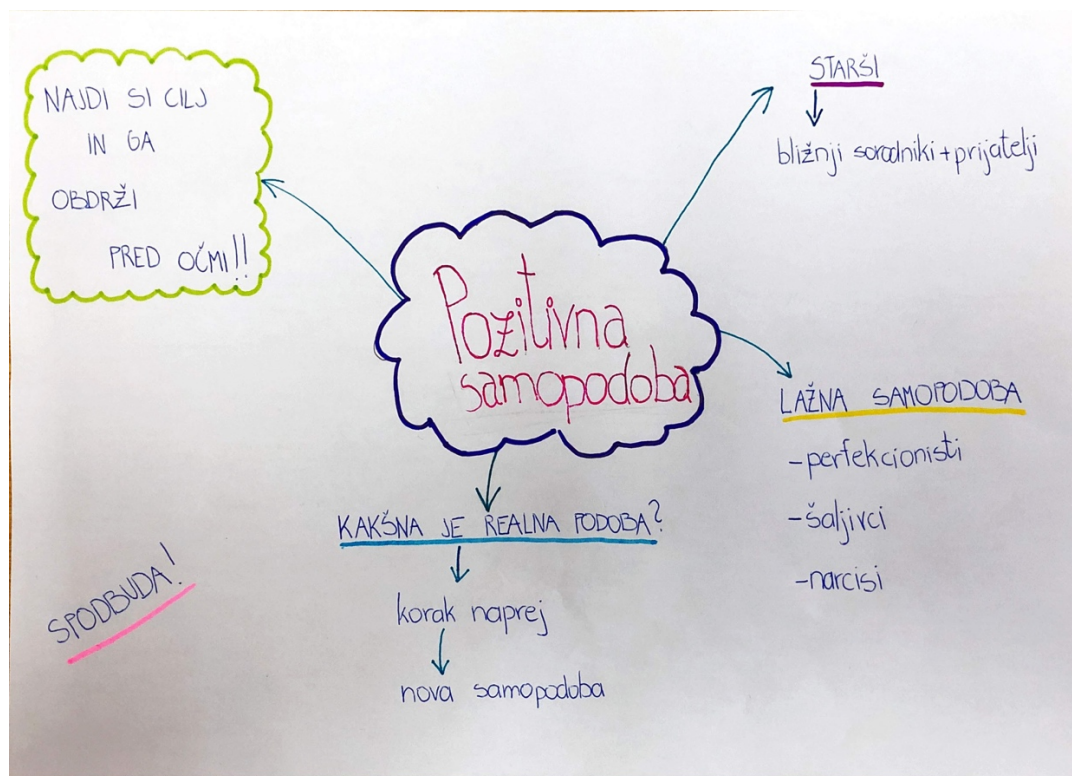 NAJDI SI CILJ
IN GA
OBDRŽI
PRED OČMI!!
STARŠI
bližnji sorodniki+prijatelji
Pozitivna
samopodoba
LAŽNA SAMOPODOBA
-perfekcionisti
-šaljivci
-narcisi
KAKŠNA JE REALNA PODOBA?
korak naprej
nova samopodoba
SPODBUDA!